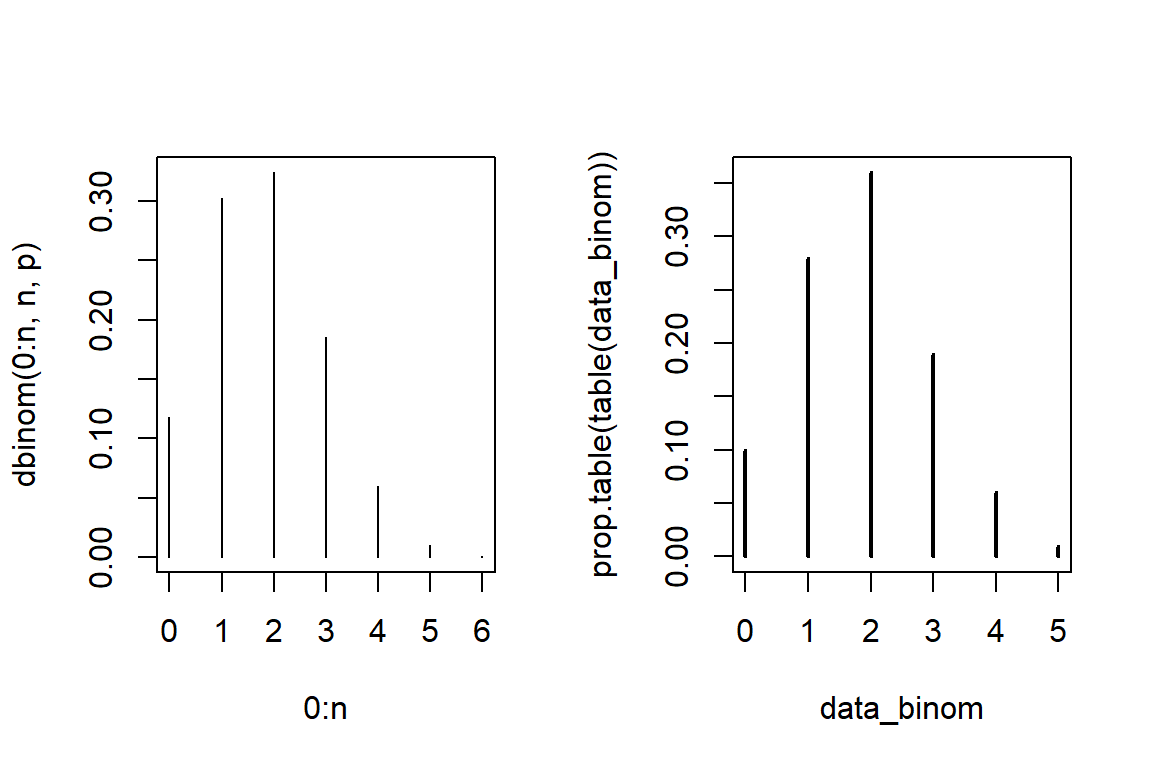 dbinom(0:n, n, p)
0.30
0.20
0.10
0.00
0 1 2 3 4 5 6
0:n
prop.table(table(data_binom))
0.30
0.20
0.10
0.00
0 1 2 3 4 5
data_binom